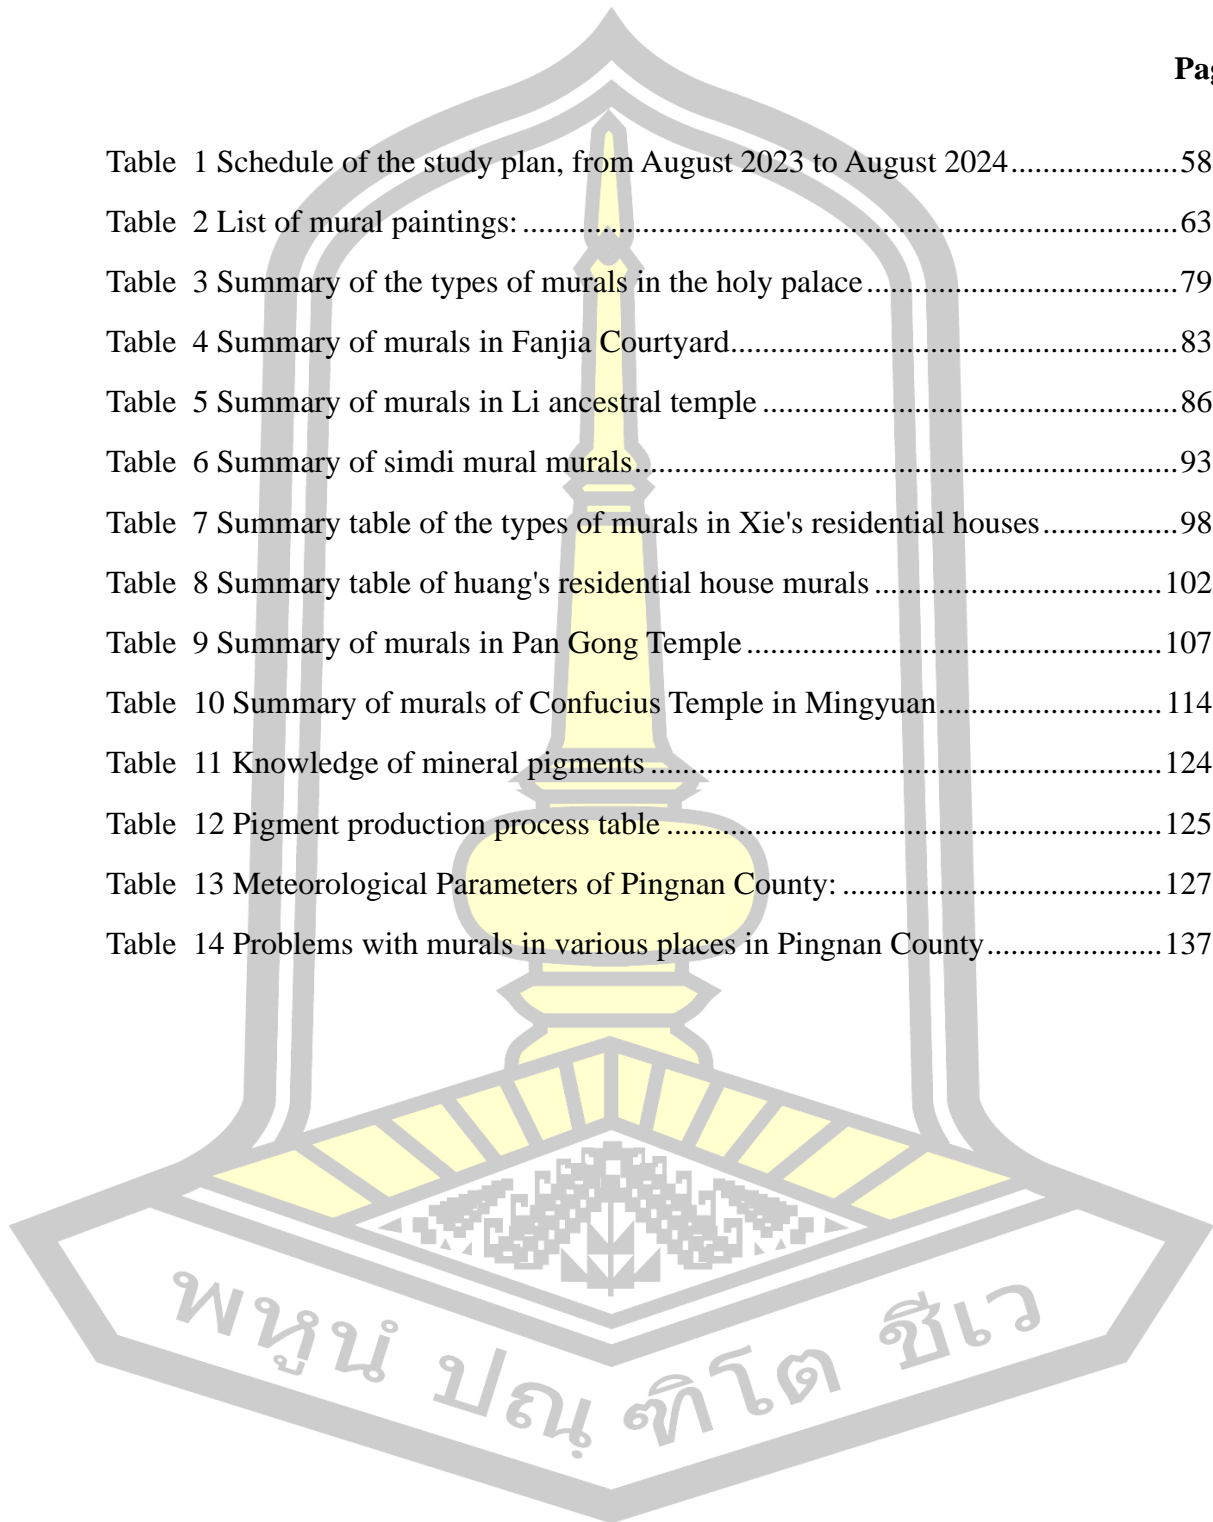 Pag
Table 1 Schedule of the study plan, from August 2023 to August 2024...................58
Table 2 List of mural paintings: ..........................................................................63
Table 3 Summary of the types of murals in the holy palace...................................79
Table 4 Summary of murals in Fanjia Courtyard..................................................83
Table 5 Summary of murals in Li ancestral temple ...............................................86
Table 6 Summary of simdi mural murals.............................................................93
Table 7 Summary table of the types of murals in Xie's residential houses...............98
Table 8 Summary table of huang's residential house murals ................................102
Table 9 Summary of murals in Pan Gong Temple ..............................................107
Table 10 Summary of murals of Confucius Temple in Mingyuan.........................114
Table 11 Knowledge of mineral pigments .........................................................124
Table 12 Pigment production process table .......................................................125
Table 13 Meteorological Parameters of Pingnan County: ...................................127
Table 14 Problems with murals in various places in Pingnan County...................137
พหูนํ ปณฺฑิโต ชีเว